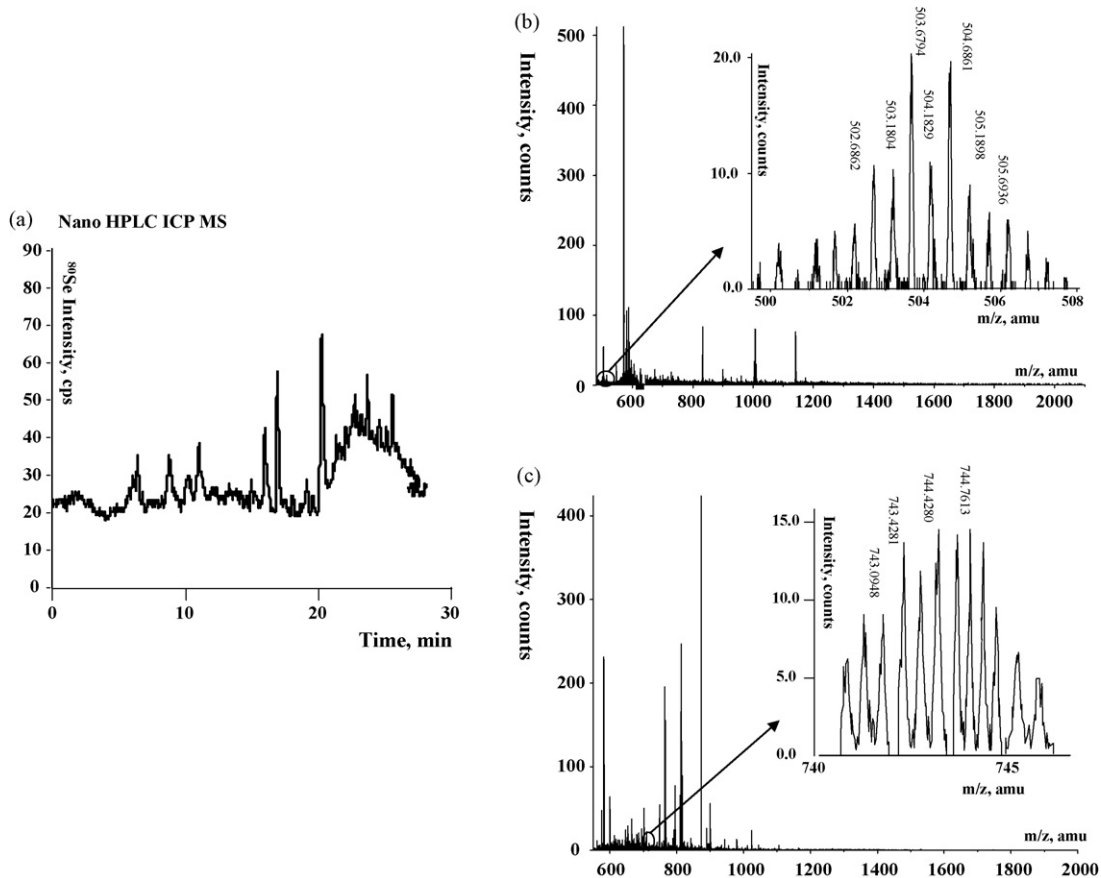 (a) Nano HPLC ICP MS
⁸⁰Se Intensity, cps
90
80
70
60
50
40
30
20
10
0
0 10 20 30
Time, min
(b)
Intensity, counts
500
400
300
200
100
0
600 800 1000 1200 1400 1600 1800 2000
m/z, amu
Intensity, counts
20.0
10.0
0.0
502.6862
503.1804
503.6794
504.1829
504.6861
505.1898
505.6936
500 502 504 506 508
m/z, amu
(c)
Intensity, counts
400
300
200
100
0
600 800 1000 1200 1400 1600 1800 2000
m/z, amu
Intensity, counts
15.0
10.0
5.0
0.0
743.0948
743.4281
744.4280
744.7613
740 745
m/z, amu